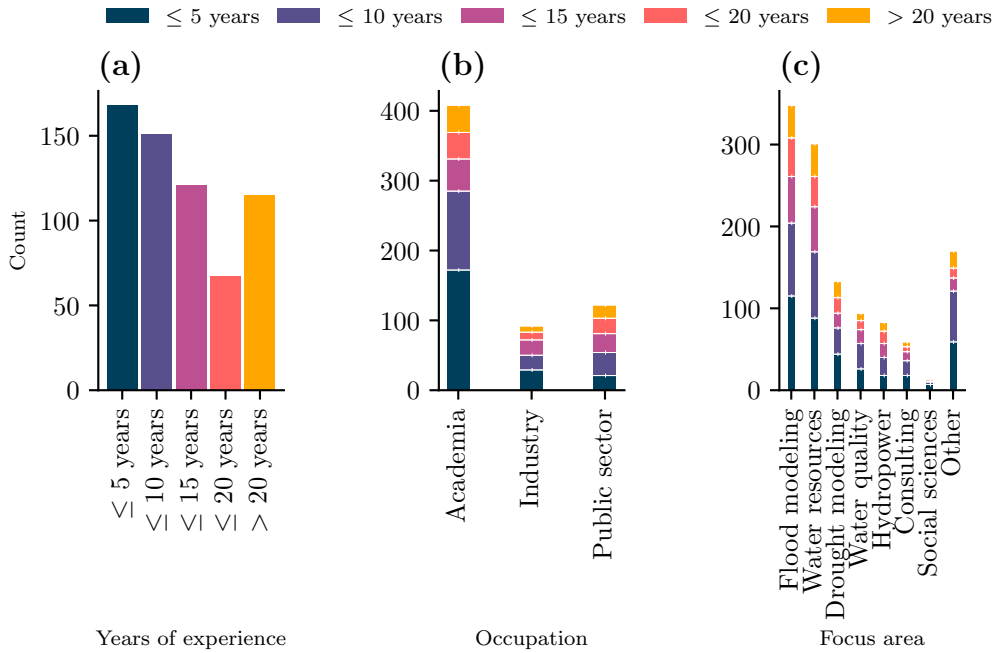 ≤ 5 years ≤ 10 years ≤ 15 years ≤ 20 years > 20 years
(a) (b) (c)
Count
150
100
50
0
≤ 5 years
≤ 10 years
≤ 15 years
≤ 20 years
> 20 years
Years of experience
400
300
200
100
0
Academia
Industry
Public sector
Occupation
300
200
100
0
Flood modeling
Water resources
Drought modeling
Water quality
Hydropower
Consulting
Social sciences
Other
Focus area